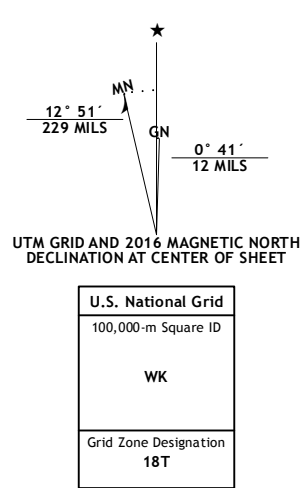 ★
MN
GN
12° 51´
229 MILS
0° 41´
12 MILS
UTM GRID AND 2016 MAGNETIC NORTH
DECLINATION AT CENTER OF SHEET
U.S. National Grid
100,000-m Square ID
WK
Grid Zone Designation
18T